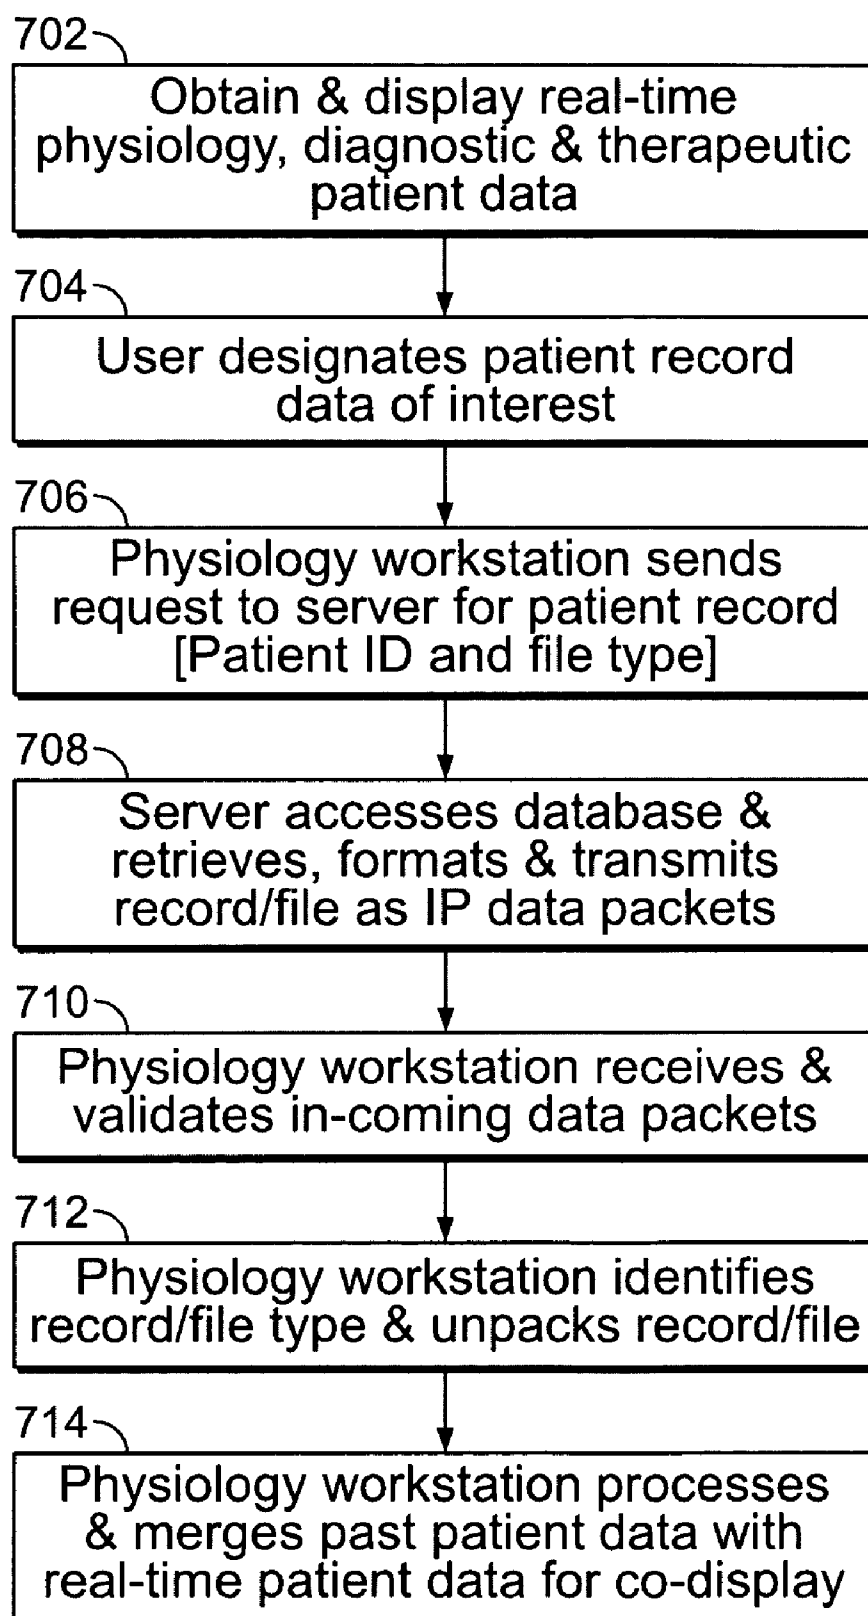 702
Obtain & display real-time
physiology, diagnostic & therapeutic
patient data
704
User designates patient record
data of interest
706
Physiology workstation sends
request to server for patient record
[Patient ID and file type]
708
Server accesses database &
retrieves, formats & transmits
record/file as IP data packets
710
Physiology workstation receives &
validates in-coming data packets
712
Physiology workstation identifies
record/file type & unpacks record/file
714
Physiology workstation processes
& merges past patient data with
real-time patient data for co-display